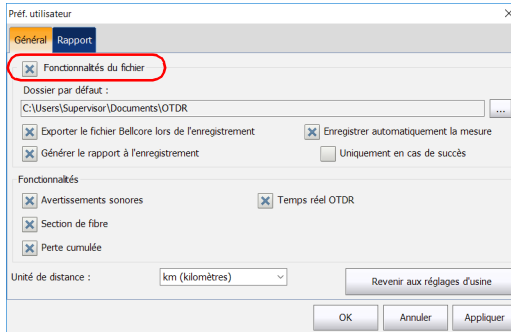 Préf. utilisateur
Général Rapport
Fonctionnalités du fichier
Dossier par défaut :
C:\Users\Supervisor\Documents\OTDR ...
Exporter le fichier Bellcore lors de l'enregistrement Enregistrer automatiquement la mesure
Générer le rapport à l'enregistrement Uniquement en cas de succès
Fonctionnalités
Avertissements sonores Temps réel OTDR
Section de fibre
Perte cumulée
Unité de distance : km (kilomètres) Revenir aux réglages d'usine
OK Annuler Appliquer